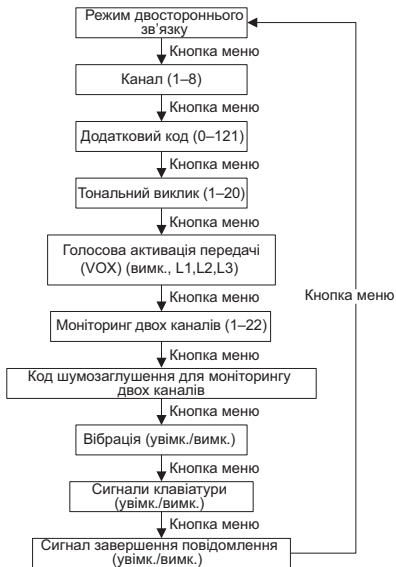 Режим двостороннього
зв’язку
Кнопка меню
Канал (1–8)
Кнопка меню
Додатковий код (0–121)
Кнопка меню
Тональний виклик (1–20)
Кнопка меню
Голосова активація передачі
(VOX) (вимк., L1,L2,L3)
Кнопка меню
Кнопка меню
Моніторинг двох каналів (1–22)
Кнопка меню
Код шумозаглушення для моніторингу
двох каналів
Кнопка меню
Вібрація (увімк./вимк.)
Кнопка меню
Сигнали клавіатури
(увімк./вимк.)
Кнопка меню
Сигнал завершення повідомлення
(увімк./вимк.)